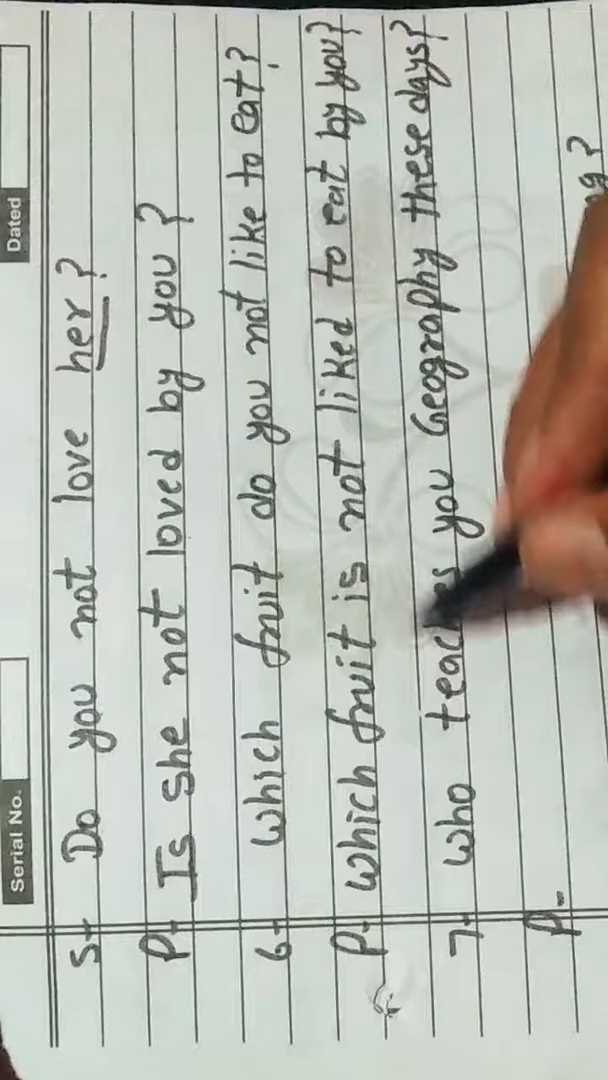 Serial No.
Dated
5- Do you not love her?
P- Is she not loved by you?
6- Which fruit do you not like to eat?
P- Which fruit is not liked to eat by you?
7- Who teaches you Geography these days?
P-